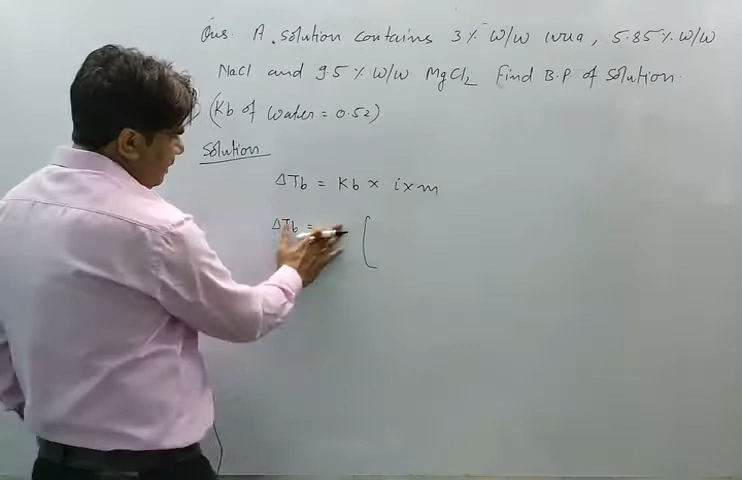 Ques. A. solution contains 3% W/W urea, 5.85% W/W
NaCl and 9.5% W/W MgCl2 Find B.P of Solution.
(Kb of water = 0.52)
Solution
ΔTb = Kb × i × m
ΔTb = (